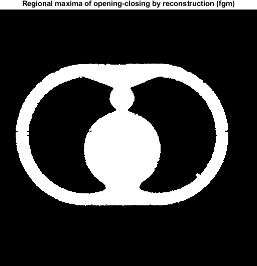 Regional maxima of opening-closing by reconstruction (fgm)